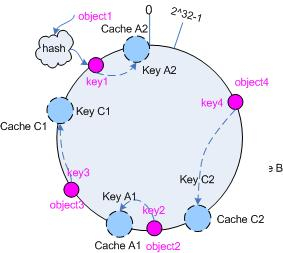 object1
0
2^32-1
Cache A2
hash
Key A2
key1
object4
key4
Key C1
Cache C1
e B
key3
Key C2
object3
Key A1
key2
Cache C2
Cache A1
object2